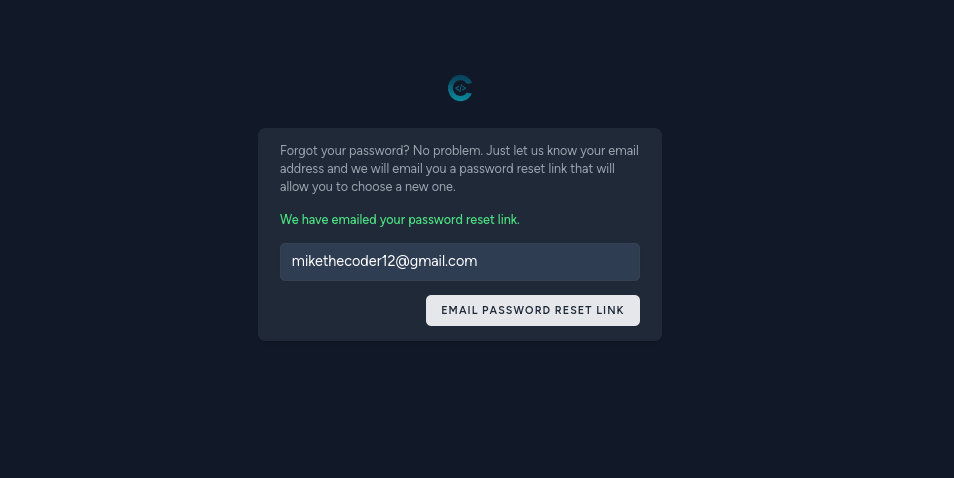 </>
Forgot your password? No problem. Just let us know your email
address and we will email you a password reset link that will
allow you to choose a new one.
We have emailed your password reset link.
mikethecoder12@gmail.com
EMAIL PASSWORD RESET LINK